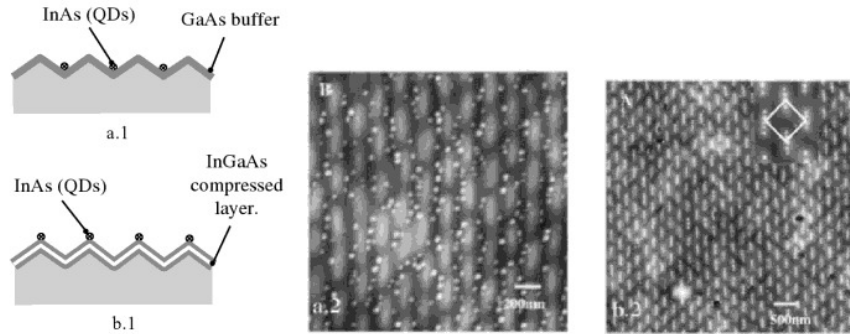 InAs (QDs)
GaAs buffer
a.1
InAs (QDs)
InGaAs
compressed
layer.
b.1
B
200nm
a.2
A
500nm
b.2